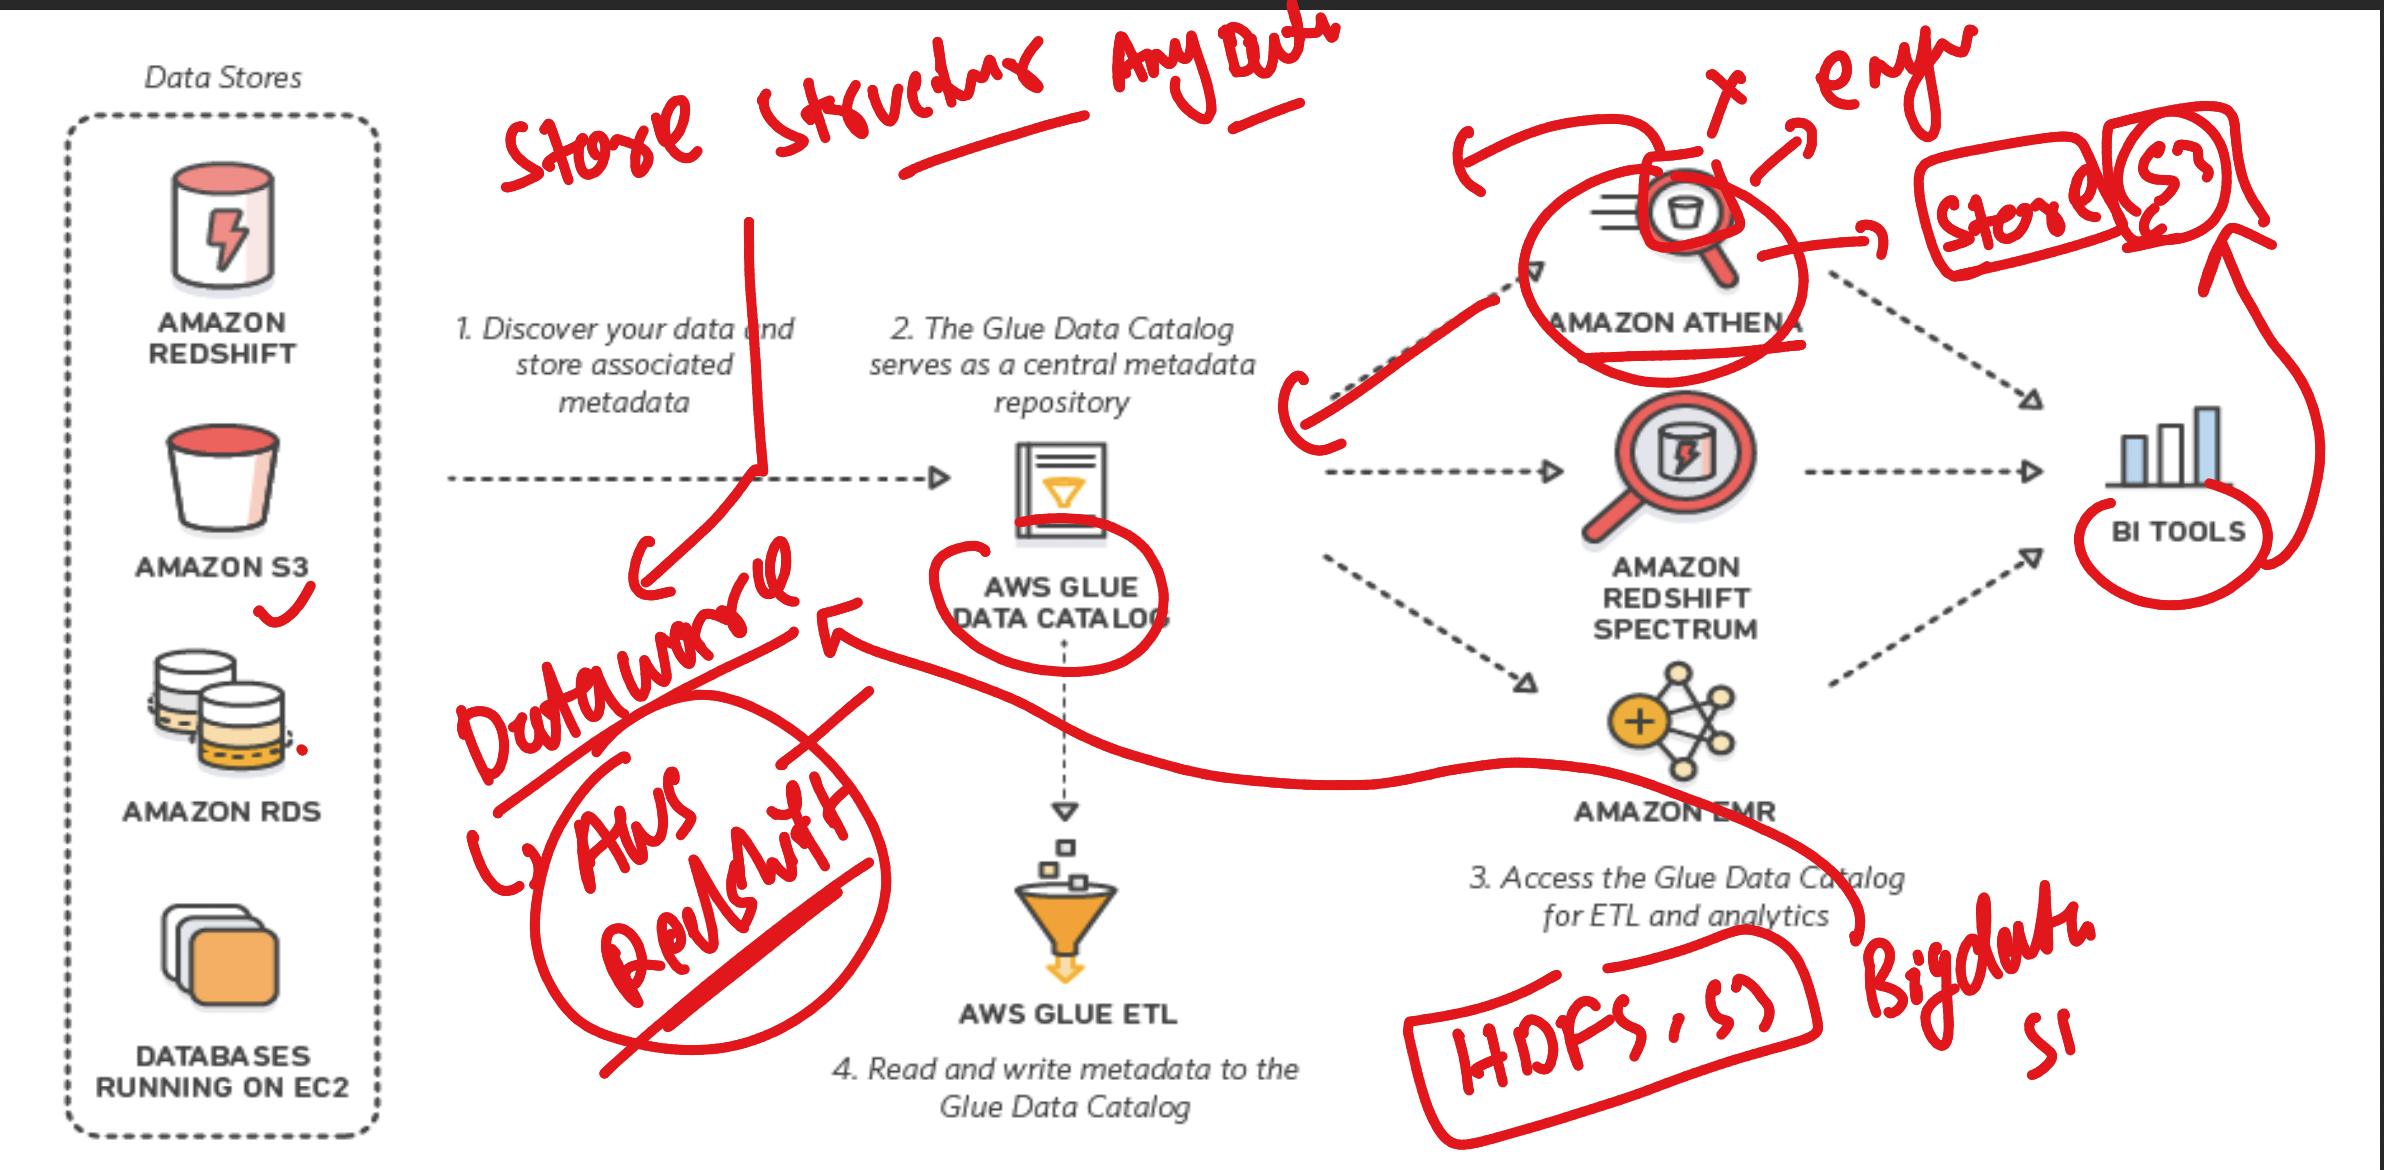 Data Stores
AMAZON
REDSHIFT
AMAZON S3
AMAZON RDS
DATABASES
RUNNING ON EC2
Store
Any Data
1. Discover your data and
store associated
metadata
2. The Glue Data Catalog
serves as a central metadata
repository
AWS GLUE
DATA CATALOG
Dataware
AWS
Redshift
AWS GLUE ETL
4. Read and write metadata to the
Glue Data Catalog
Store S3
AMAZON ATHENA
AMAZON
REDSHIFT
SPECTRUM
AMAZON EMR
BI TOOLS
3. Access the Glue Data Catalog
for ETL and analytics
HDFS, S3
Bigdata